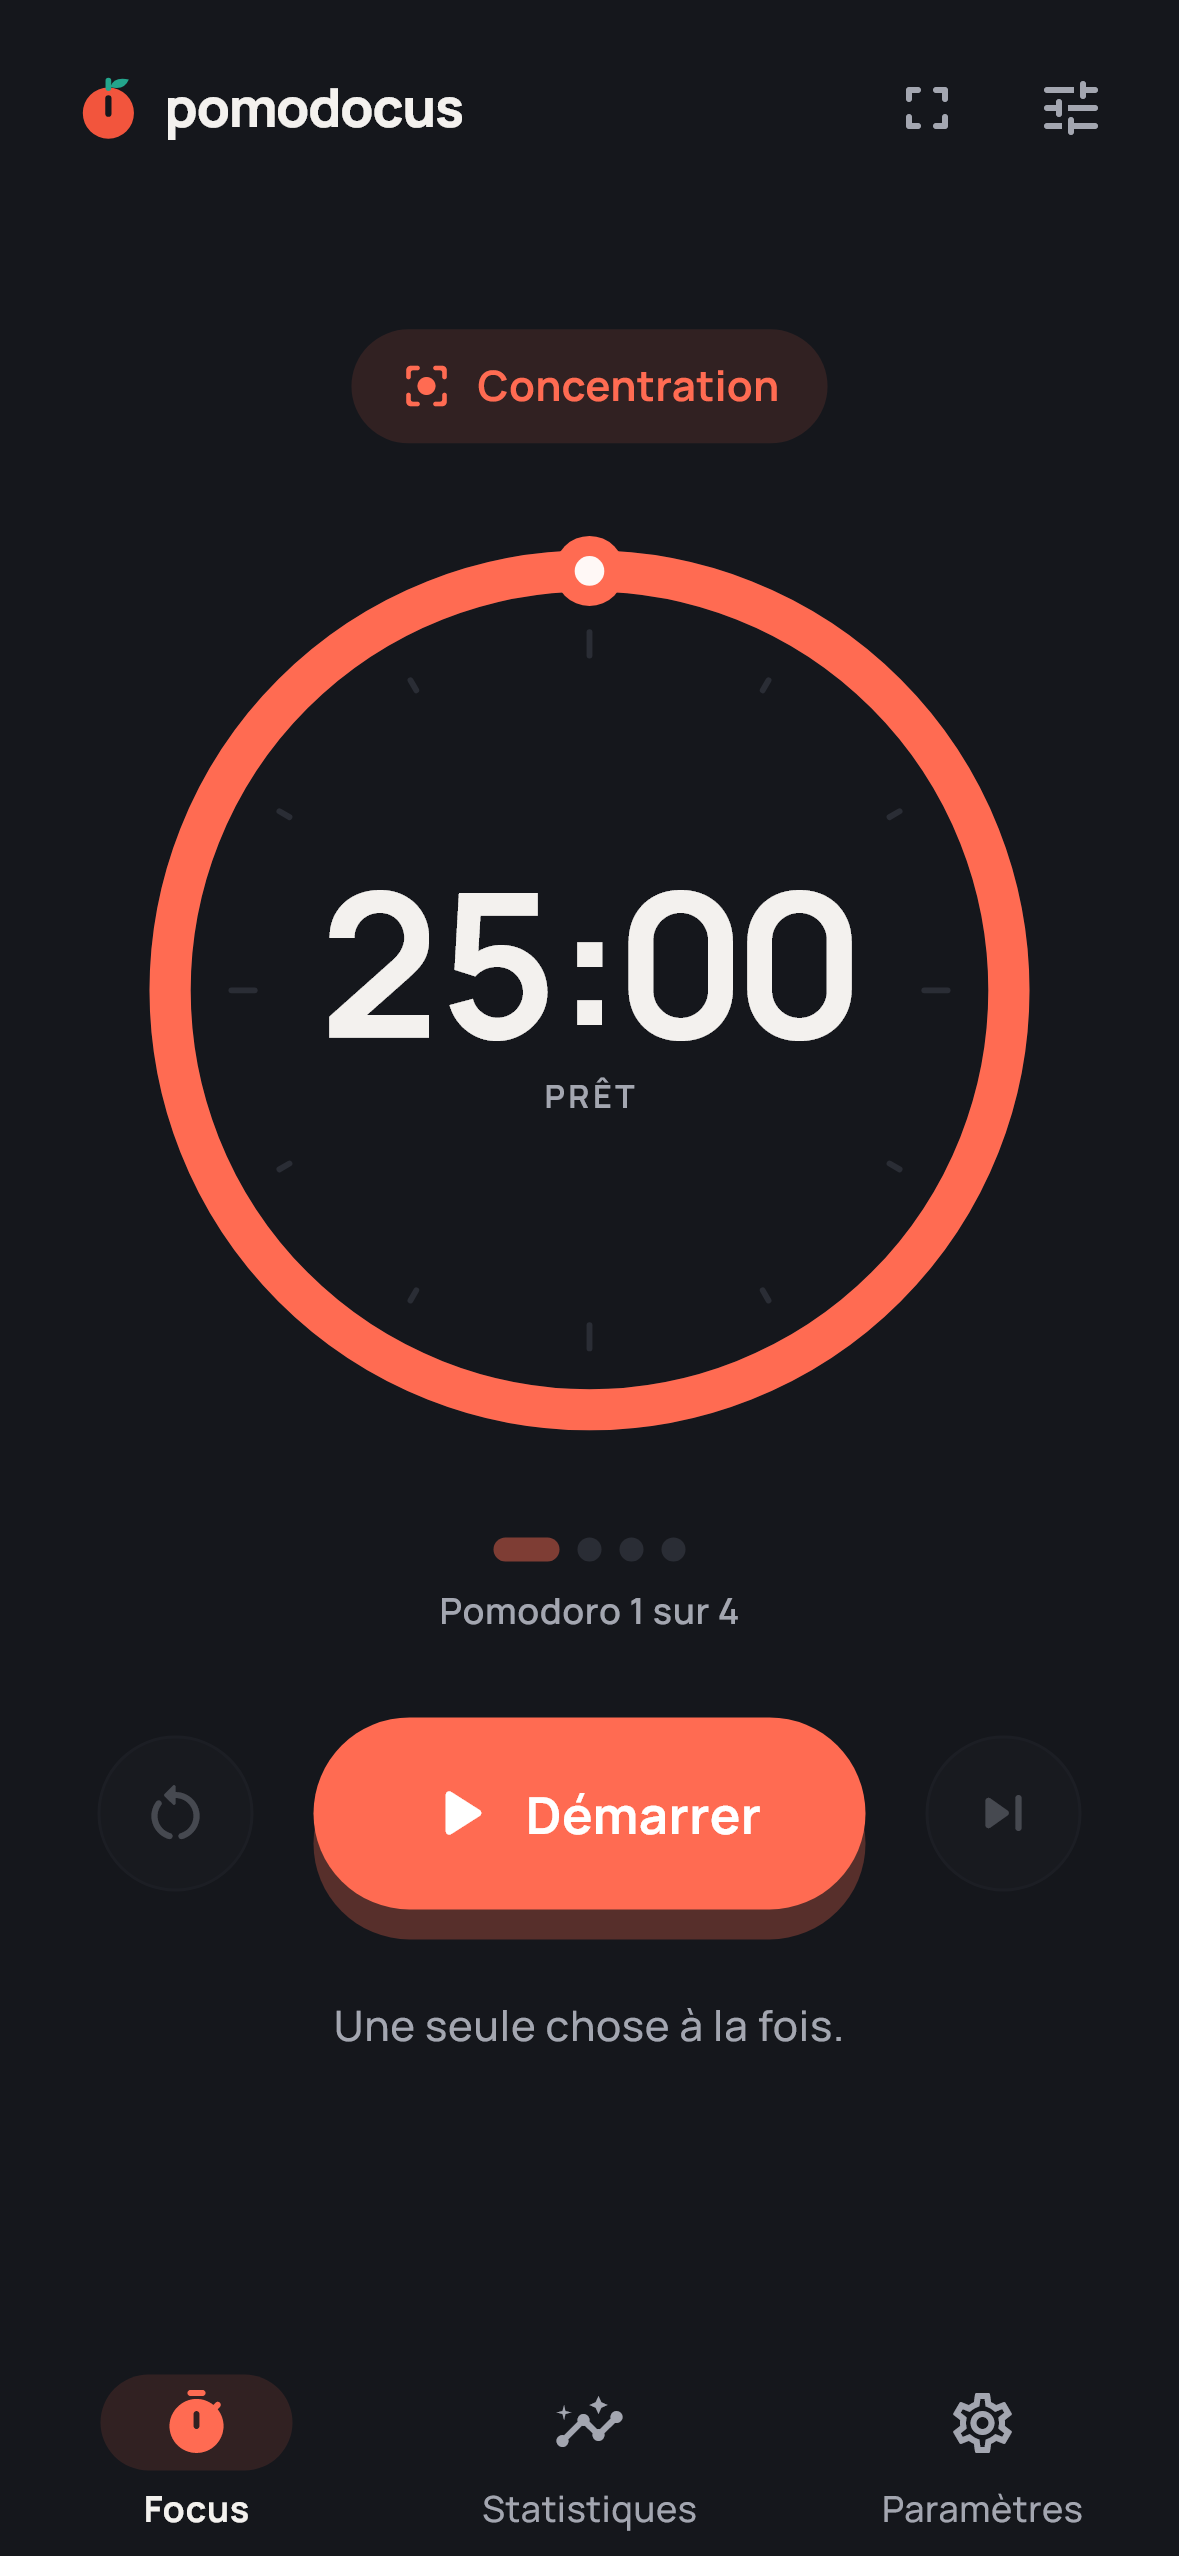 pomodocus
Concentration
25:00
PRÊT
Pomodoro 1 sur 4
Démarrer
Une seule chose à la fois.
Focus
Statistiques
Paramètres